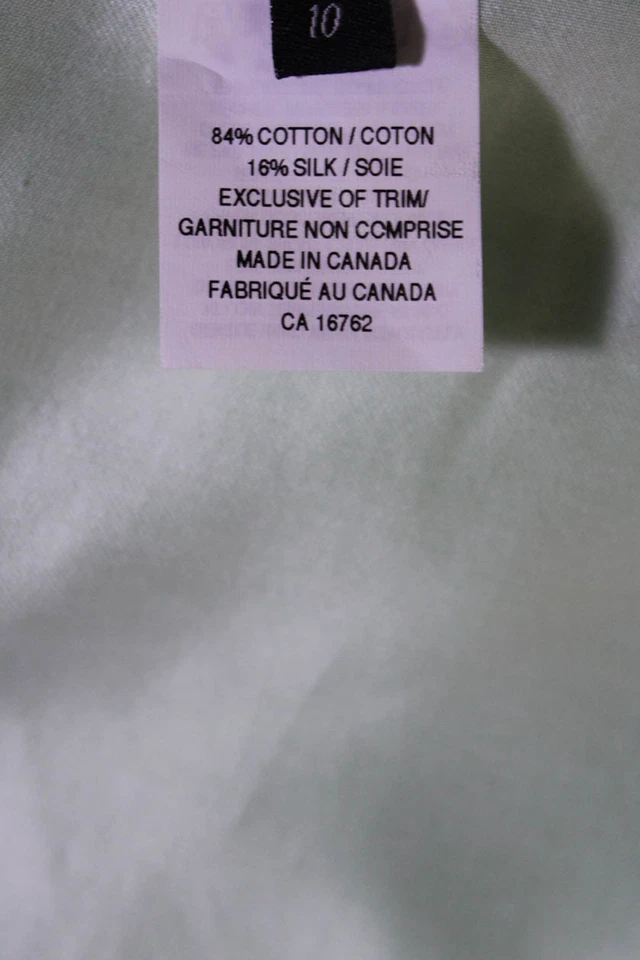 10
84% COTTON / COTON
16% SILK / SOIE
EXCLUSIVE OF TRIM/
GARNITURE NON COMPRISE
MADE IN CANADA
FABRIQUÉ AU CANADA
CA 16762